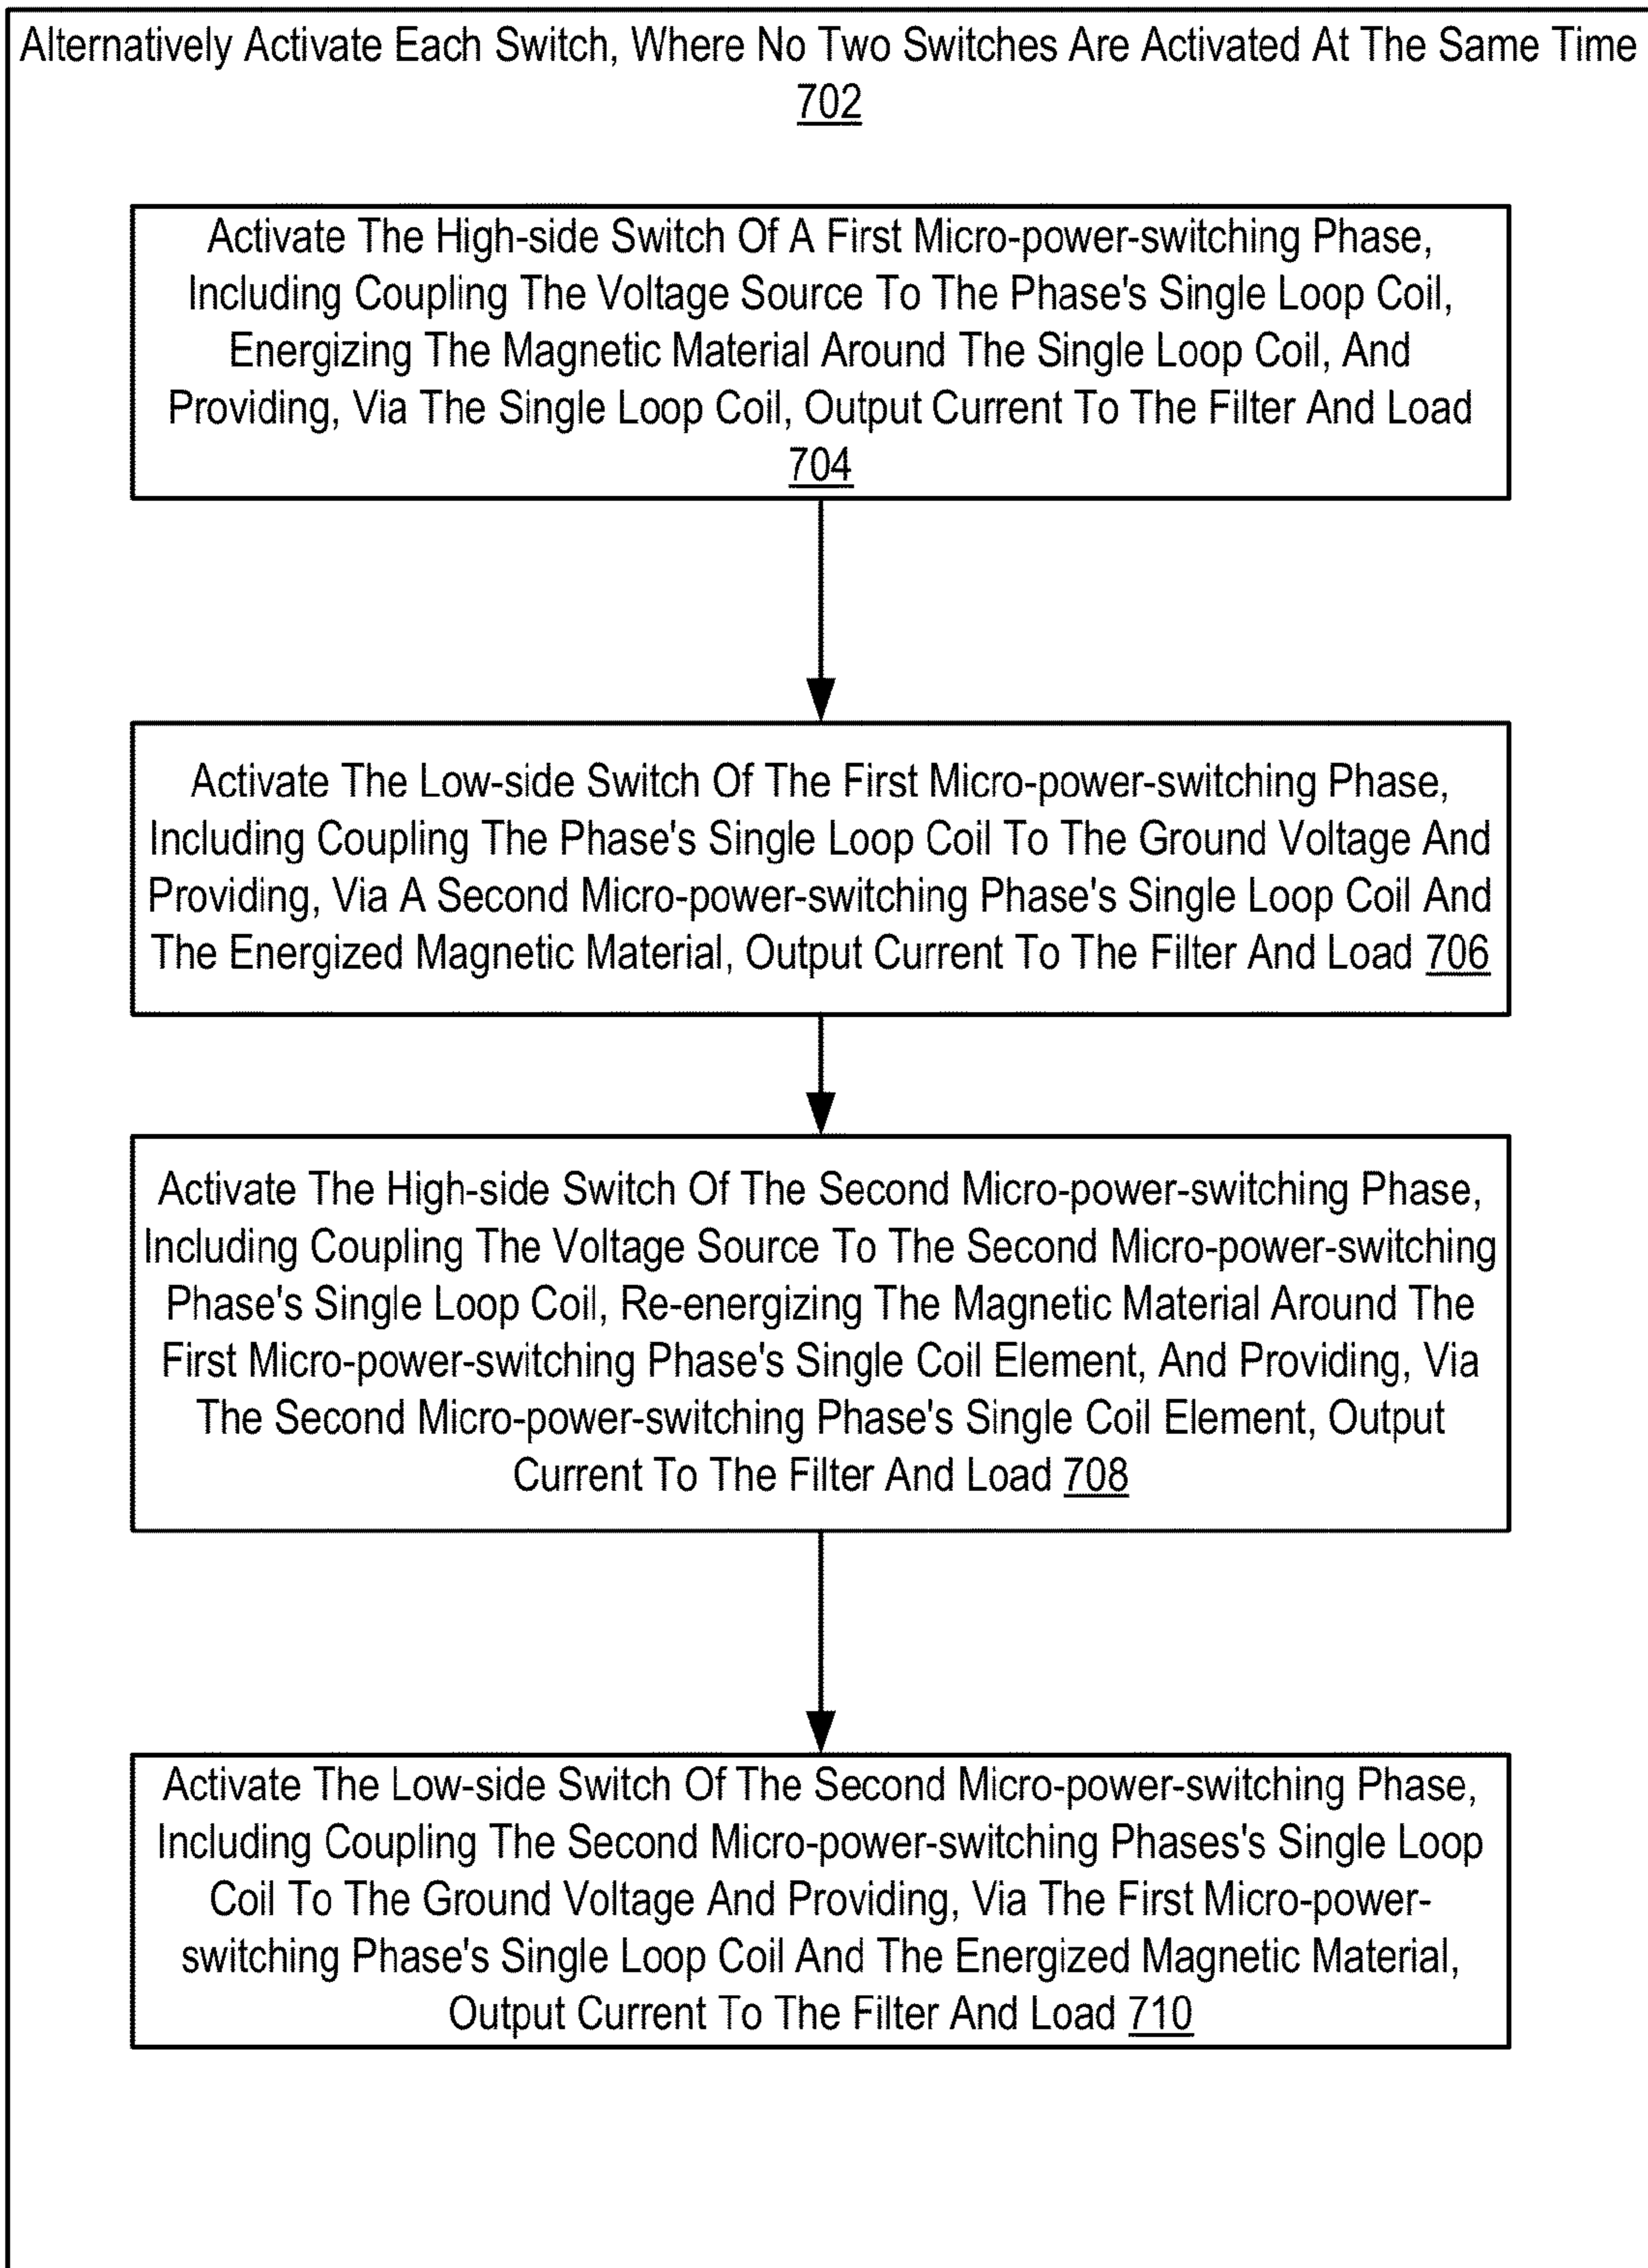 Alternatively Activate Each Switch, Where No Two Switches Are Activated At The Same Time
702
Activate The High-side Switch Of A First Micro-power-switching Phase,
Including Coupling The Voltage Source To The Phase's Single Loop Coil,
Energizing The Magnetic Material Around The Single Loop Coil, And
Providing, Via The Single Loop Coil, Output Current To The Filter And Load
704
Activate The Low-side Switch Of The First Micro-power-switching Phase,
Including Coupling The Phase's Single Loop Coil To The Ground Voltage And
Providing, Via A Second Micro-power-switching Phase's Single Loop Coil And
The Energized Magnetic Material, Output Current To The Filter And Load 706
Activate The High-side Switch Of The Second Micro-power-switching Phase,
Including Coupling The Voltage Source To The Second Micro-power-switching
Phase's Single Loop Coil, Re-energizing The Magnetic Material Around The
First Micro-power-switching Phase's Single Coil Element, And Providing, Via
The Second Micro-power-switching Phase's Single Coil Element, Output
Current To The Filter And Load 708
Activate The Low-side Switch Of The Second Micro-power-switching Phase,
Including Coupling The Second Micro-power-switching Phases's Single Loop
Coil To The Ground Voltage And Providing, Via The First Micro-power-
switching Phase's Single Loop Coil And The Energized Magnetic Material,
Output Current To The Filter And Load 710